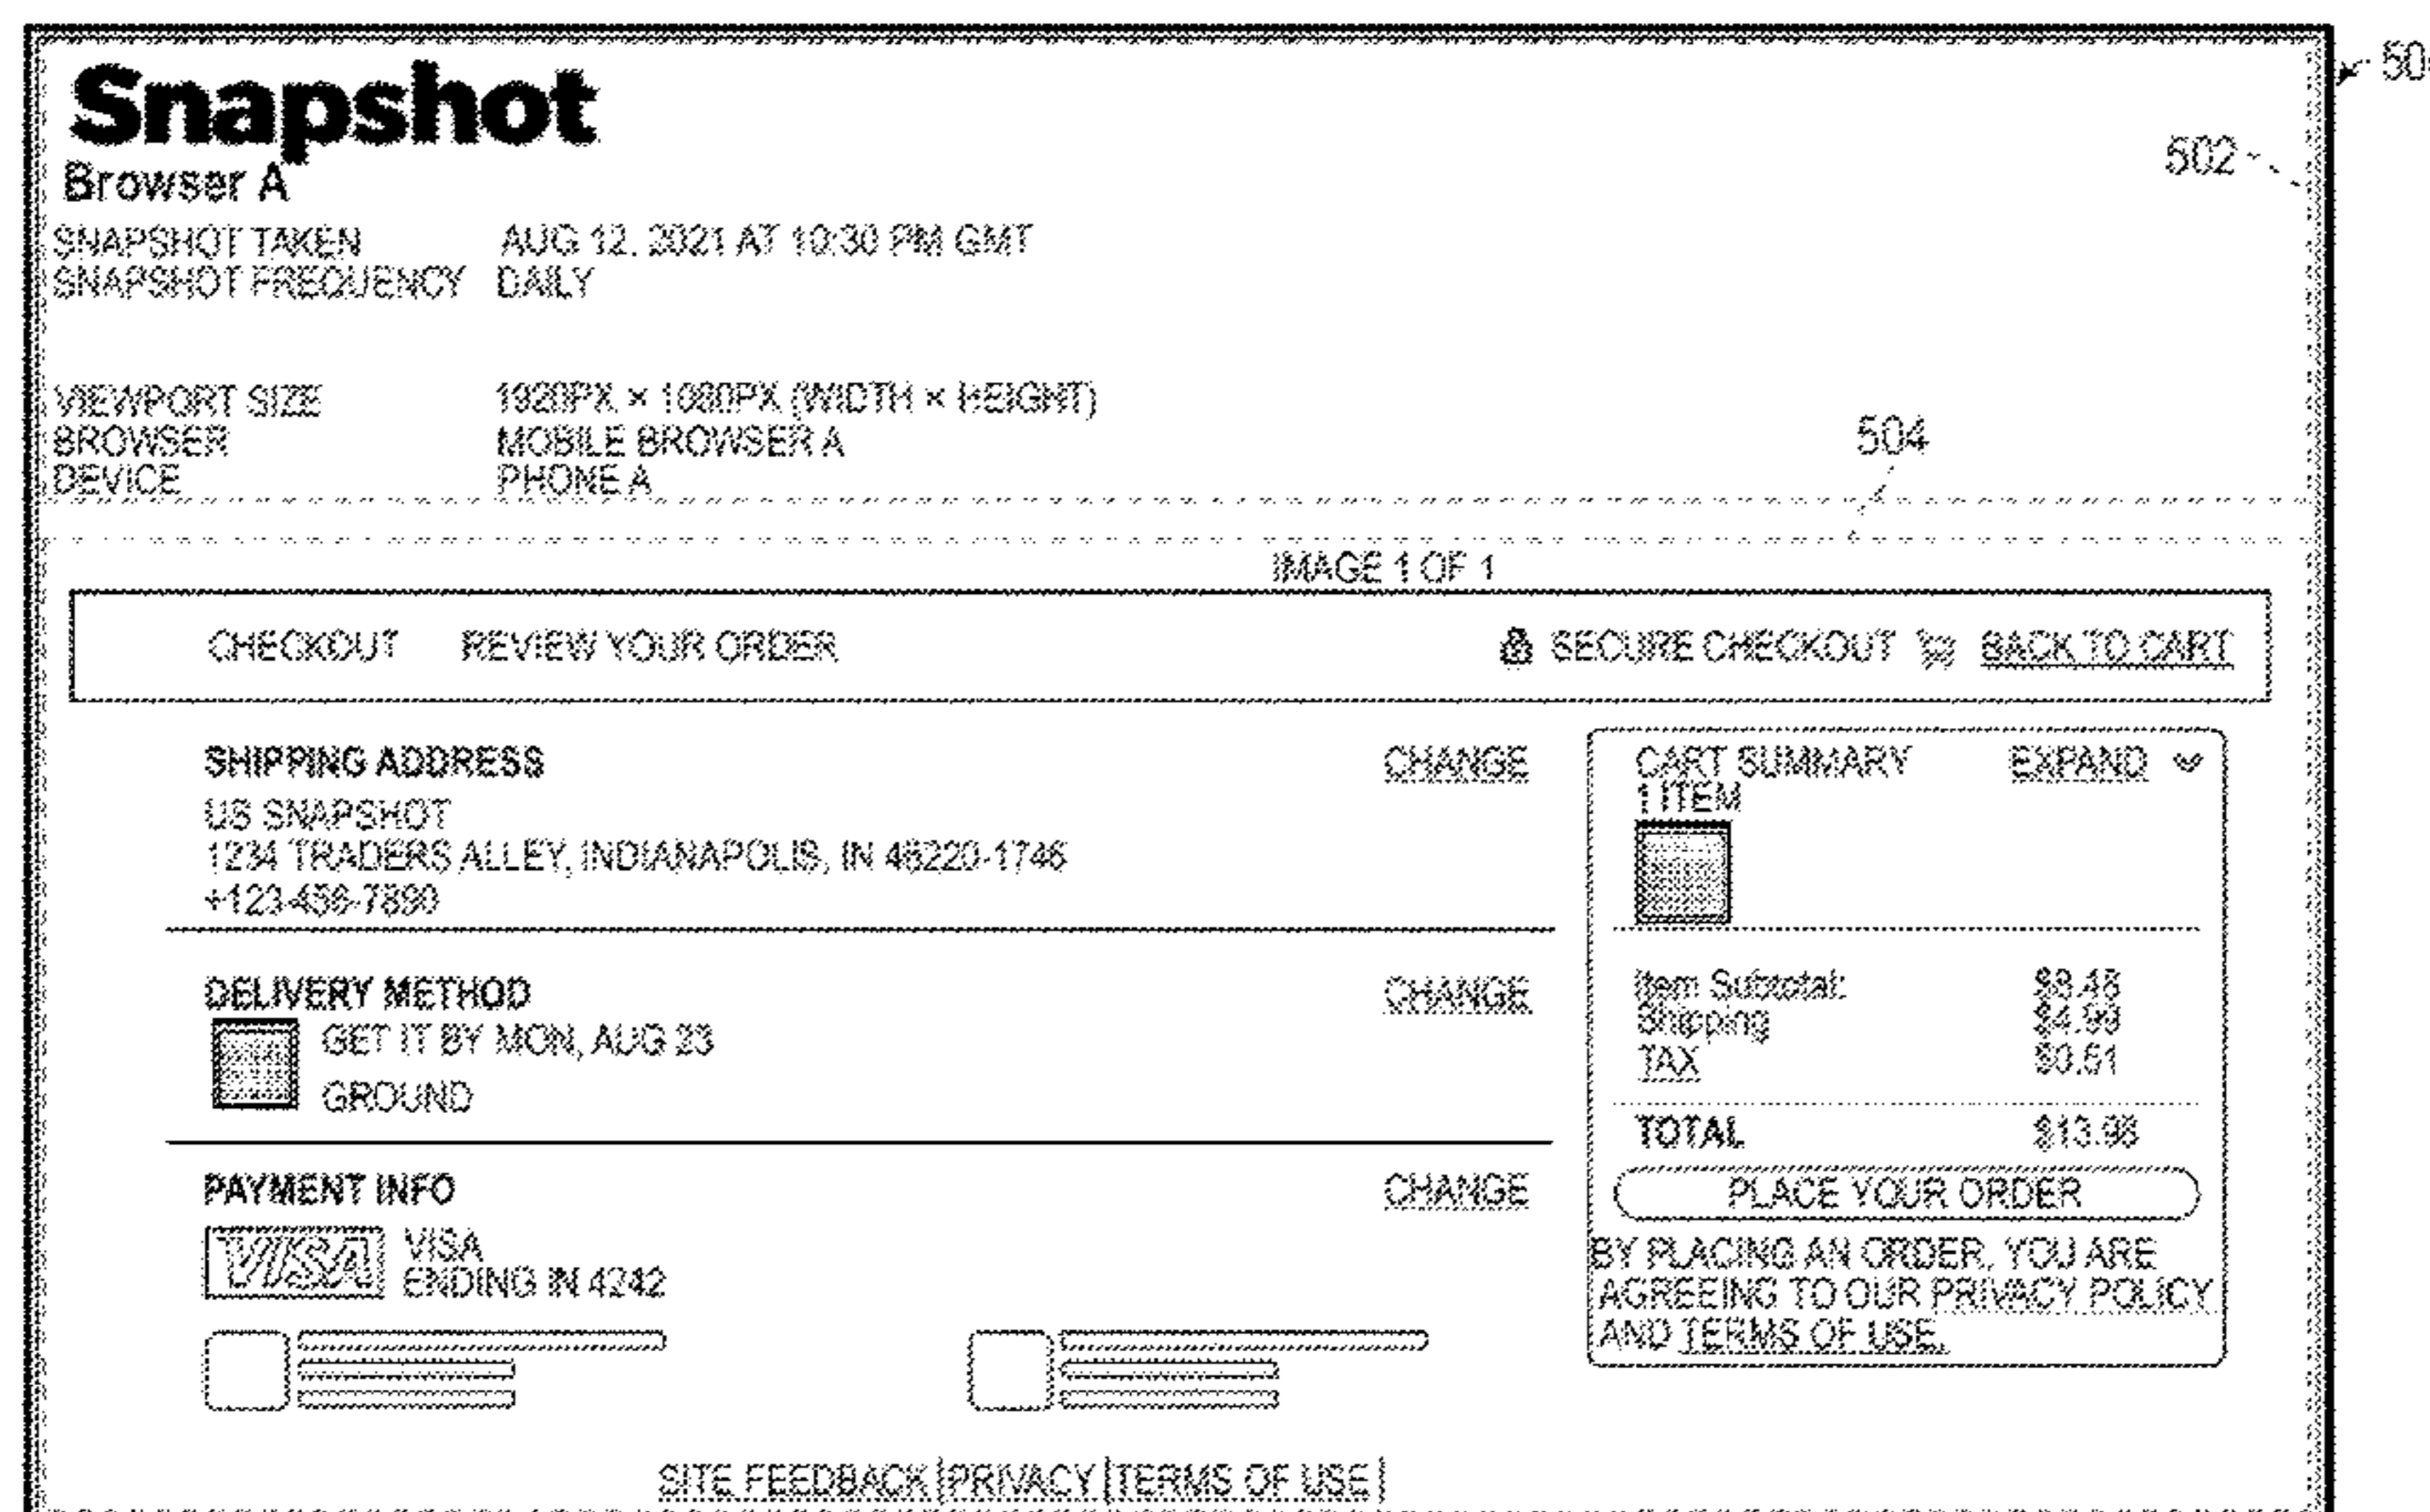 Snapshot
502
Browser A
SNAPSHOT TAKEN AUG 12, 2021 AT 10:30 PM GMT
SNAPSHOT FREQUENCY DAILY
VIEWPORT SIZE 1920PX × 1080PX (WIDTH × HEIGHT)
BROWSER MOBILE BROWSER A
DEVICE PHONE A
504
IMAGE 1 OF 1
CHECKOUT REVIEW YOUR ORDER SECURE CHECKOUT BACK TO CART
SHIPPING ADDRESS CHANGE
US SNAPSHOT
1234 TRADERS ALLEY, INDIANAPOLIS, IN 46220-1746
+123-456-7890
DELIVERY METHOD CHANGE
GET IT BY MON, AUG 23
GROUND
PAYMENT INFO CHANGE
VISA VISA
ENDING IN 4242
CART SUMMARY EXPAND
1 ITEM
Item Subtotal: $8.48
Shipping $4.99
TAX $0.51
TOTAL $13.98
PLACE YOUR ORDER
BY PLACING AN ORDER, YOU ARE
AGREEING TO OUR PRIVACY POLICY
AND TERMS OF USE.
SITE FEEDBACK | PRIVACY | TERMS OF USE |